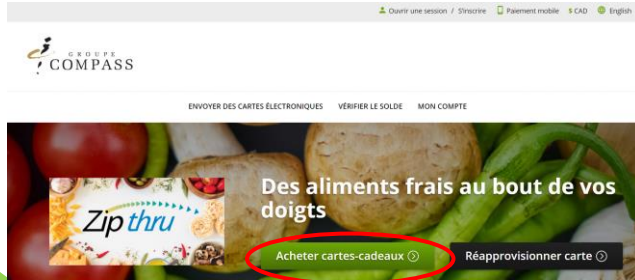 Ouvrir une session / S'inscrire Paiement mobile $ CAD English
GROUPE
COMPASS
ENVOYER DES CARTES ÉLECTRONIQUES VÉRIFIER LE SOLDE MON COMPTE
Des aliments frais au bout de vos
doigts
Zip thru
Acheter cartes-cadeaux Réapprovisionner carte